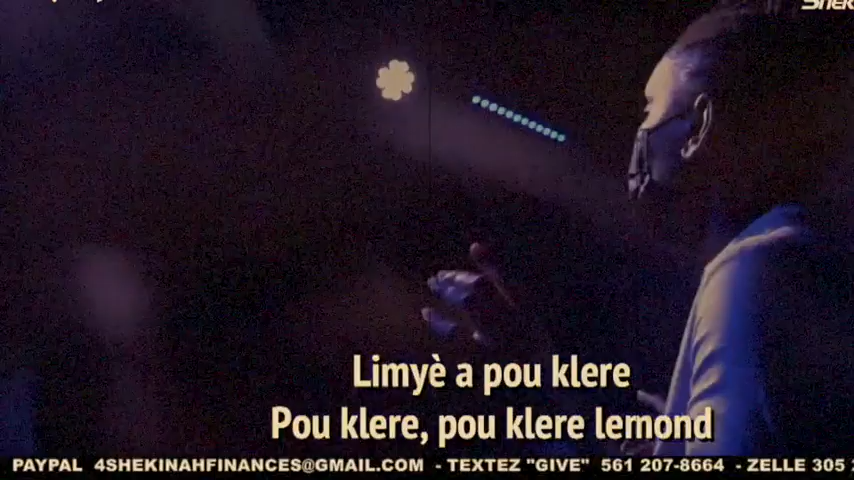 Limyè a pou klere
Pou klere, pou klere lemond
PAYPAL 4SHEKINAHFINANCES@GMAIL.COM - TEXTEZ "GIVE" 561 207-8664 - ZELLE 305